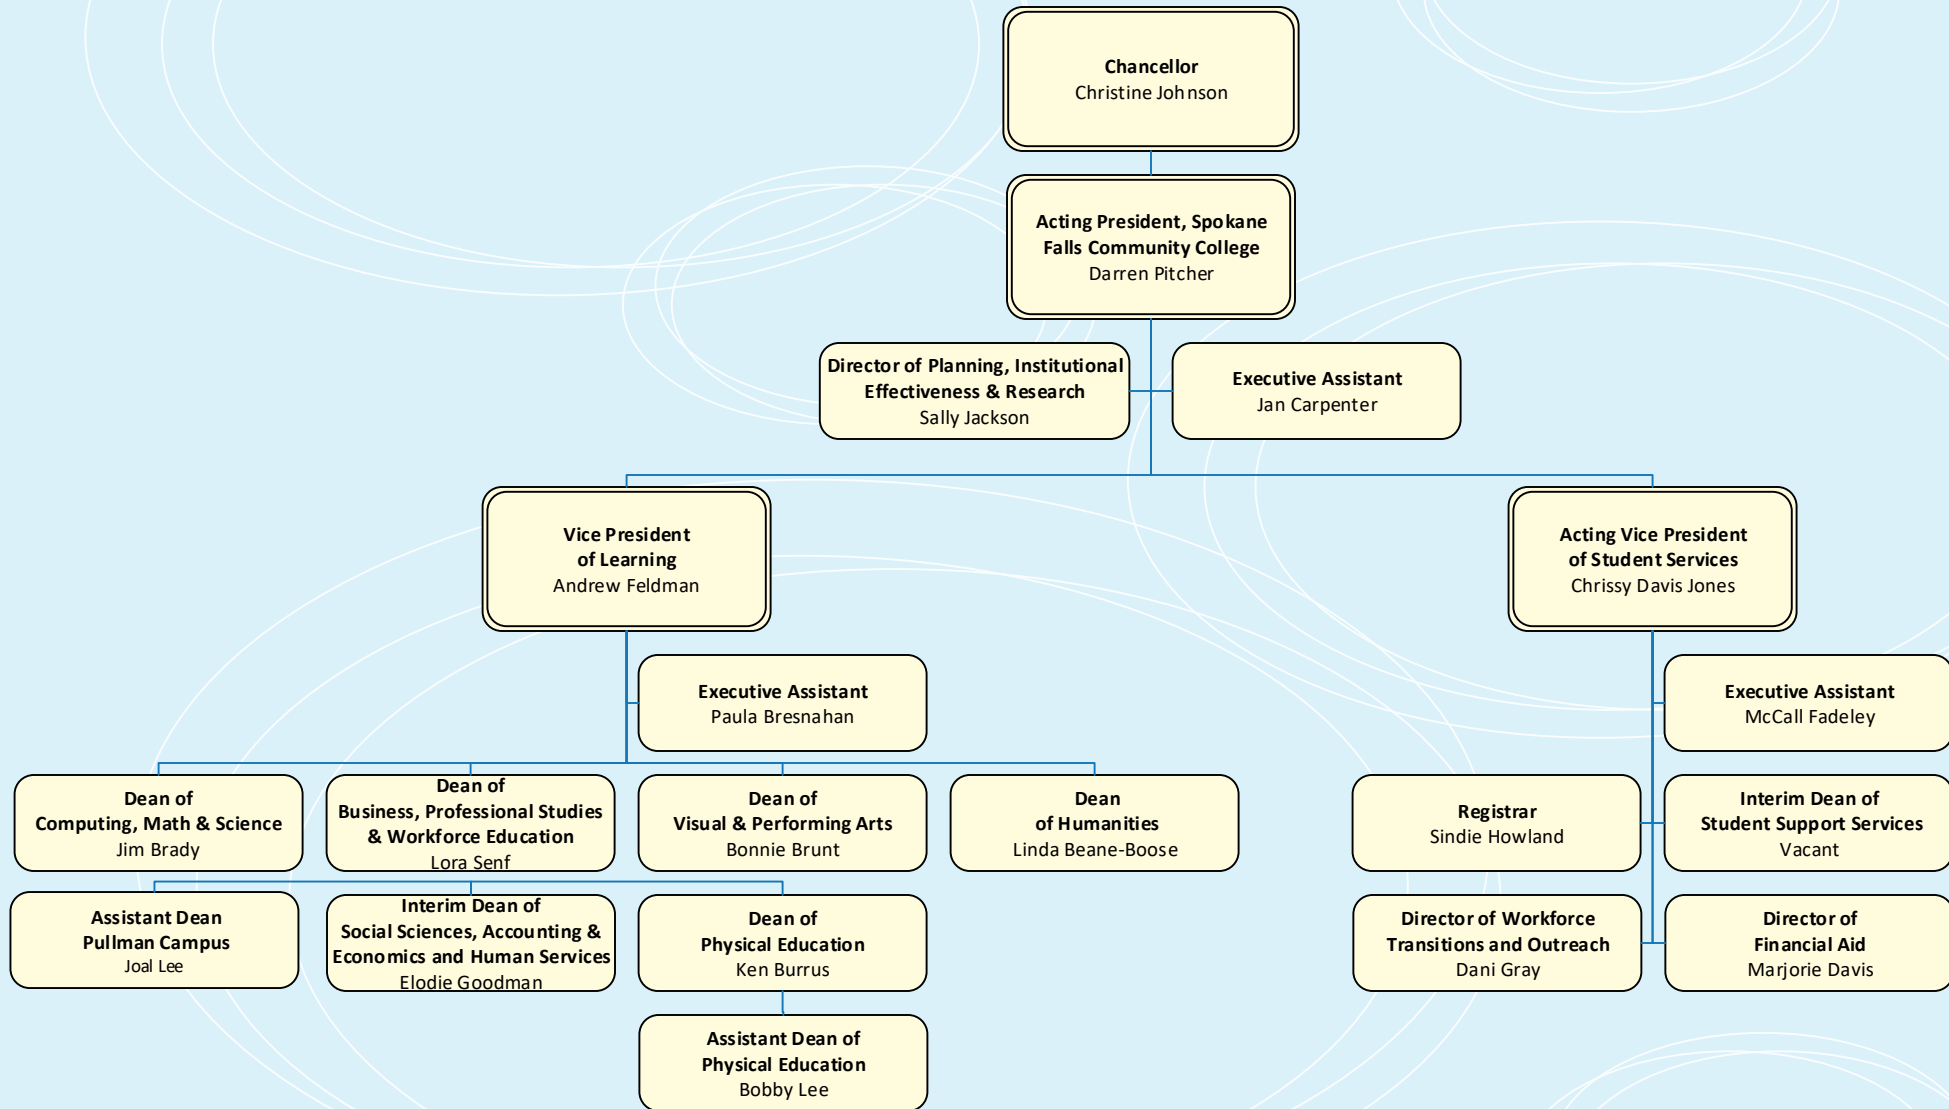 Chancellor
Christine Johnson
Acting President, Spokane
Falls Community College
Darren Pitcher
Director of Planning, Institutional
Effectiveness & Research
Sally Jackson
Executive Assistant
Jan Carpenter
Vice President
of Learning
Andrew Feldman
Acting Vice President
of Student Services
Chrissy Davis Jones
Executive Assistant
Paula Bresnahan
Executive Assistant
McCall Fadeley
Dean of
Computing, Math & Science
Jim Brady
Dean of
Business, Professional Studies
& Workforce Education
Lora Senf
Dean of
Visual & Performing Arts
Bonnie Brunt
Dean
of Humanities
Linda Beane-Boose
Registrar
Sindie Howland
Interim Dean of
Student Support Services
Vacant
Assistant Dean
Pullman Campus
Joal Lee
Interim Dean of
Social Sciences, Accounting &
Economics and Human Services
Elodie Goodman
Dean of
Physical Education
Ken Burrus
Director of Workforce
Transitions and Outreach
Dani Gray
Director of
Financial Aid
Marjorie Davis
Assistant Dean of
Physical Education
Bobby Lee